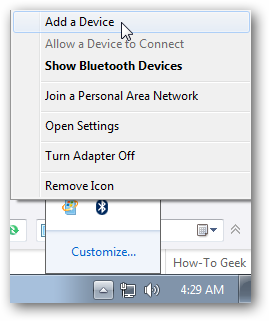 Add a Device
Allow a Device to Connect
Show Bluetooth Devices
Join a Personal Area Network
Open Settings
Turn Adapter Off
Remove Icon
Customize...
How-To Geek
4:29 AM